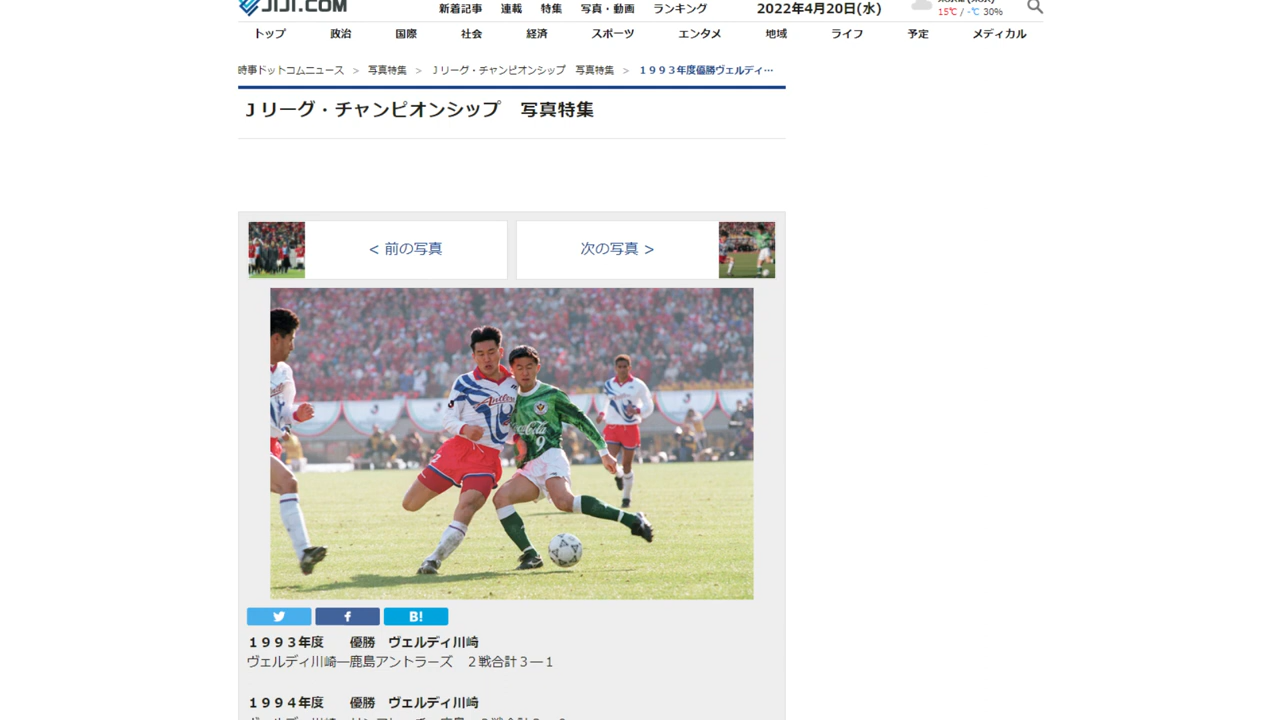 JIJI.COM
新着記事 連載 特集 写真・動画 ランキング 2022年4月20日(水)
15℃ / -℃ 30%
トップ 政治 国際 社会 経済 スポーツ エンタメ 地域 ライフ 予定 メディカル
時事ドットコムニュース > 写真特集 > Ｊリーグ・チャンピオンシップ　写真特集 > １９９３年度優勝ヴェルディ…
Ｊリーグ・チャンピオンシップ　写真特集
< 前の写真 次の写真 >
Antlers
9
B!
１９９３年度　　優勝　ヴェルディ川崎
ヴェルディ川崎―鹿島アントラーズ　２戦合計３―１
１９９４年度　　優勝　ヴェルディ川崎